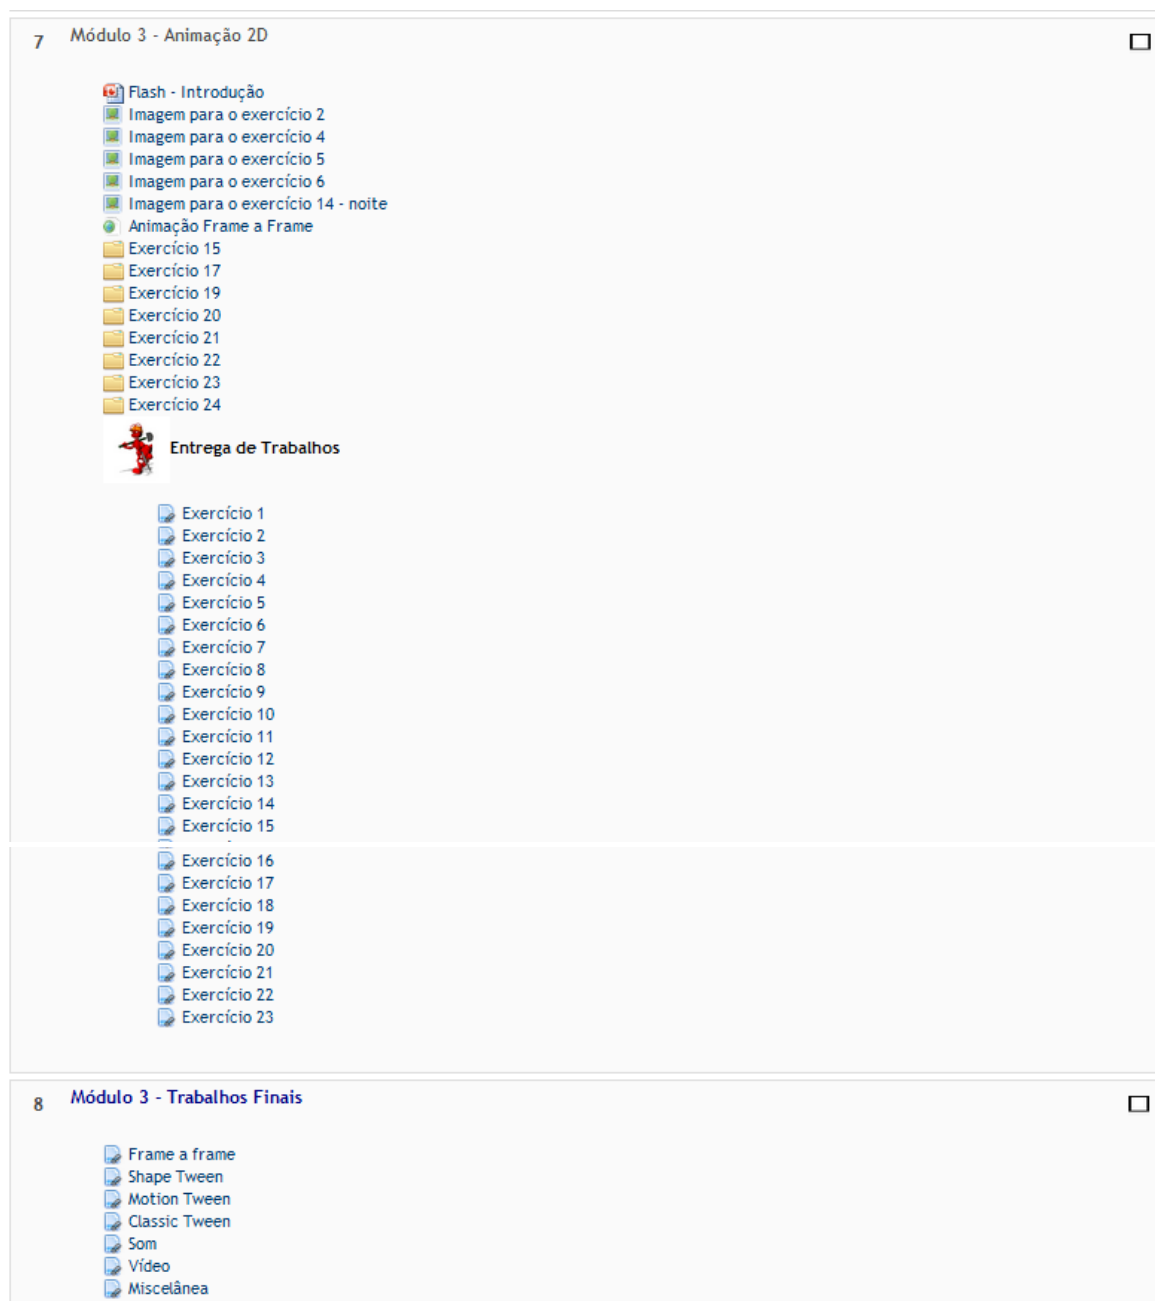 7 Módulo 3 - Animação 2D
Flash - Introdução
Imagem para o exercício 2
Imagem para o exercício 4
Imagem para o exercício 5
Imagem para o exercício 6
Imagem para o exercício 14 - noite
Animação Frame a Frame
Exercício 15
Exercício 17
Exercício 19
Exercício 20
Exercício 21
Exercício 22
Exercício 23
Exercício 24
Entrega de Trabalhos
Exercício 1
Exercício 2
Exercício 3
Exercício 4
Exercício 5
Exercício 6
Exercício 7
Exercício 8
Exercício 9
Exercício 10
Exercício 11
Exercício 12
Exercício 13
Exercício 14
Exercício 15
Exercício 16
Exercício 17
Exercício 18
Exercício 19
Exercício 20
Exercício 21
Exercício 22
Exercício 23
8 Módulo 3 - Trabalhos Finais
Frame a frame
Shape Tween
Motion Tween
Classic Tween
Som
Vídeo
Miscelânea